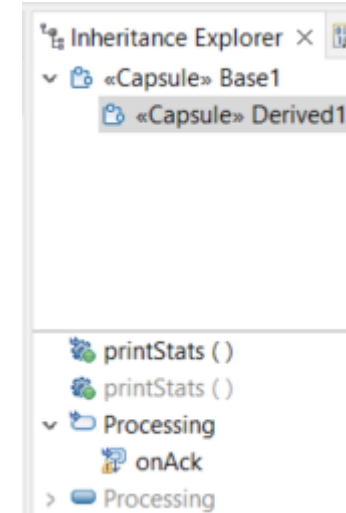 Inheritance Explorer
«Capsule» Base1
«Capsule» Derived1
printStats ( )
printStats ( )
Processing
onAck
Processing